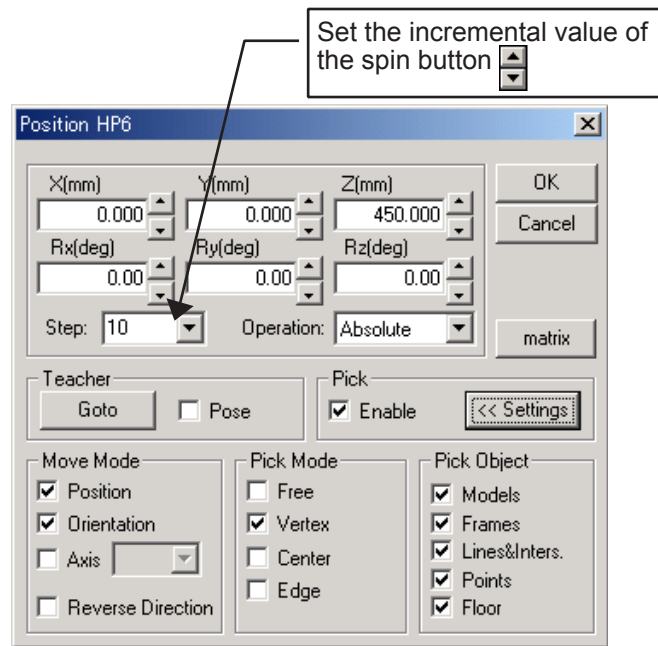 Set the incremental value of
the spin button
Position HP6
X(mm) Y(mm) Z(mm)
0.000 0.000 450.000
Rx(deg) Ry(deg) Rz(deg)
0.00 0.00 0.00
Step: 10 Operation: Absolute
OK
Cancel
matrix
Teacher
Goto Pose
Pick
Enable << Settings
Move Mode
Position
Orientation
Axis
Reverse Direction
Pick Mode
Free
Vertex
Center
Edge
Pick Object
Models
Frames
Lines&Inters.
Points
Floor